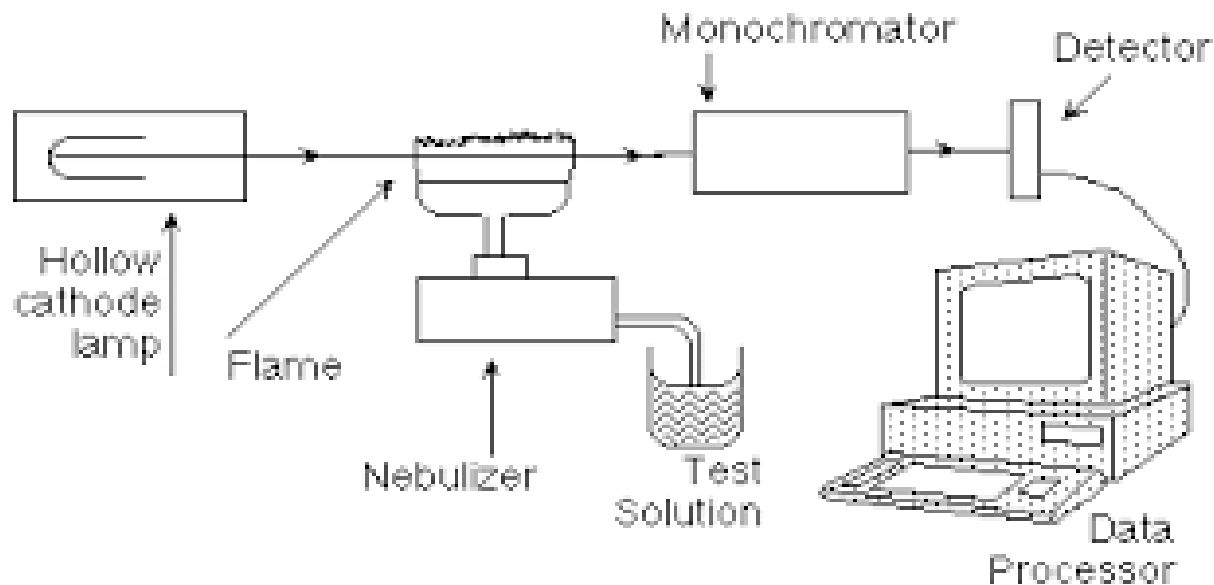 Monochromator
Detector
Hollow
cathode
lamp
Flame
Nebulizer
Test
Solution
Data
Processor